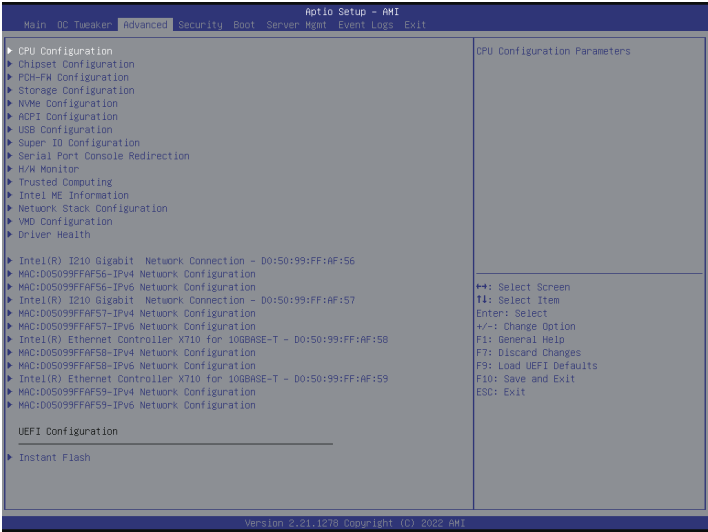 Aptio Setup – AMI
Main OC Tweaker Advanced Security Boot Server Mgmt Event Logs Exit
CPU Configuration
Chipset Configuration
PCH-FW Configuration
Storage Configuration
NVMe Configuration
ACPI Configuration
USB Configuration
Super IO Configuration
Serial Port Console Redirection
H/W Monitor
Trusted Computing
Intel ME Information
Network Stack Configuration
VMD Configuration
Driver Health
Intel(R) I210 Gigabit Network Connection – D0:50:99:FF:AF:56
MAC:D05099FFAF56-IPv4 Network Configuration
MAC:D05099FFAF56-IPv6 Network Configuration
Intel(R) I210 Gigabit Network Connection – D0:50:99:FF:AF:57
MAC:D05099FFAF57-IPv4 Network Configuration
MAC:D05099FFAF57-IPv6 Network Configuration
Intel(R) Ethernet Controller X710 for 10GBASE-T – D0:50:99:FF:AF:58
MAC:D05099FFAF58-IPv4 Network Configuration
MAC:D05099FFAF58-IPv6 Network Configuration
Intel(R) Ethernet Controller X710 for 10GBASE-T – D0:50:99:FF:AF:59
MAC:D05099FFAF59-IPv4 Network Configuration
MAC:D05099FFAF59-IPv6 Network Configuration
UEFI Configuration
Instant Flash
CPU Configuration Parameters
↔: Select Screen
↑↓: Select Item
Enter: Select
+/-: Change Option
F1: General Help
F7: Discard Changes
F9: Load UEFI Defaults
F10: Save and Exit
ESC: Exit
Version 2.21.1278 Copyright (C) 2022 AMI